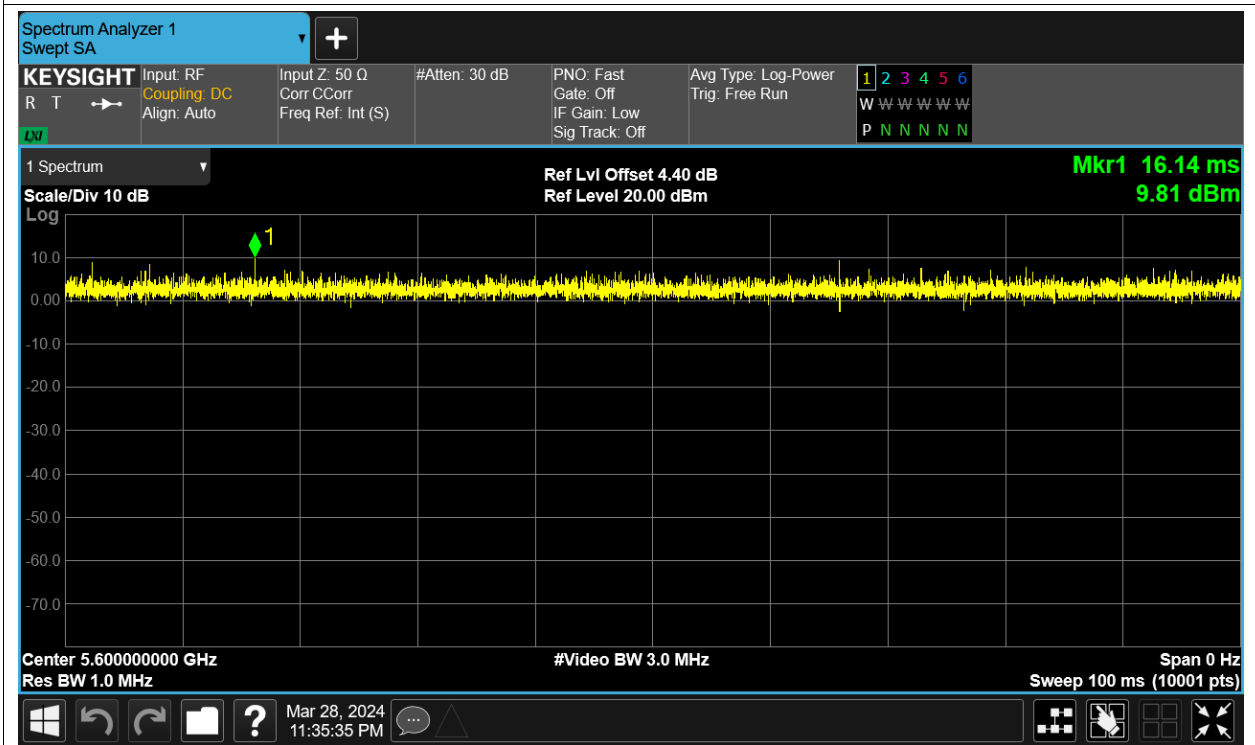 Spectrum Analyzer 1
Swept SA
KEYSIGHT
R T
LXI
Input: RF
Coupling: DC
Align: Auto
Input Z: 50 Ω
Corr CCorr
Freq Ref: Int (S)
#Atten: 30 dB
PNO: Fast
Gate: Off
IF Gain: Low
Sig Track: Off
Avg Type: Log-Power
Trig: Free Run
1 2 3 4 5 6
W W W W W W
P N N N N N
1 Spectrum
Scale/Div 10 dB
Log
Ref Lvl Offset 4.40 dB
Ref Level 20.00 dBm
Mkr1 16.14 ms
9.81 dBm
1
10.0
0.00
-10.0
-20.0
-30.0
-40.0
-50.0
-60.0
-70.0
Center 5.600000000 GHz
Res BW 1.0 MHz
#Video BW 3.0 MHz
Span 0 Hz
Sweep 100 ms (10001 pts)
?
Mar 28, 2024
11:35:35 PM